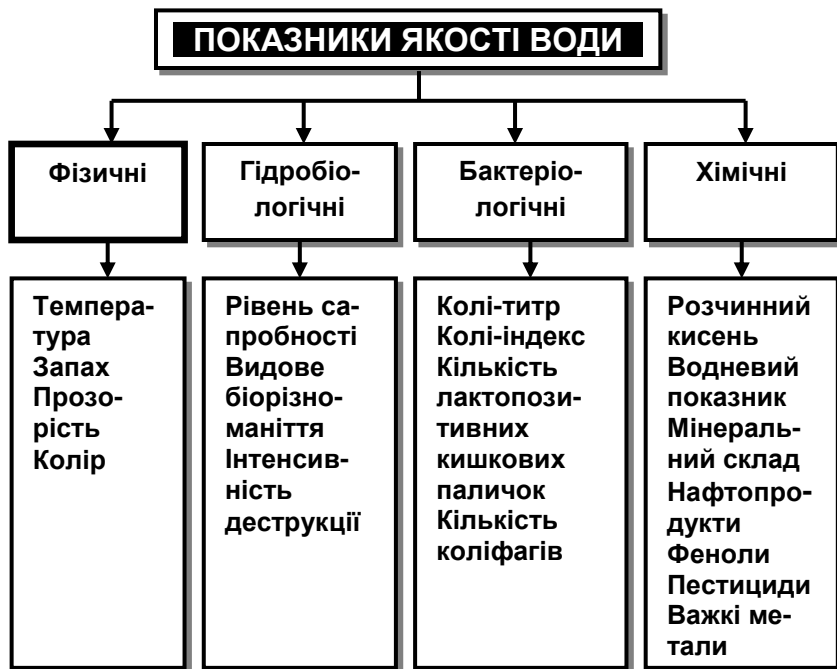 ПОКАЗНИКИ ЯКОСТІ ВОДИ
Фізичні
Гідробіо-
логічні
Бактеріо-
логічні
Хімічні
Темпера-
тура
Запах
Прозо-
рість
Колір
Рівень са-
пробності
Видове
біорізно-
маніття
Інтенсив-
ність
деструкції
Колі-титр
Колі-індекс
Кількість
лактопози-
тивних
кишкових
паличок
Кількість
коліфагів
Розчинний
кисень
Водневий
показник
Мінераль-
ний склад
Нафтопро-
дукти
Феноли
Пестициди
Важкі ме-
тали